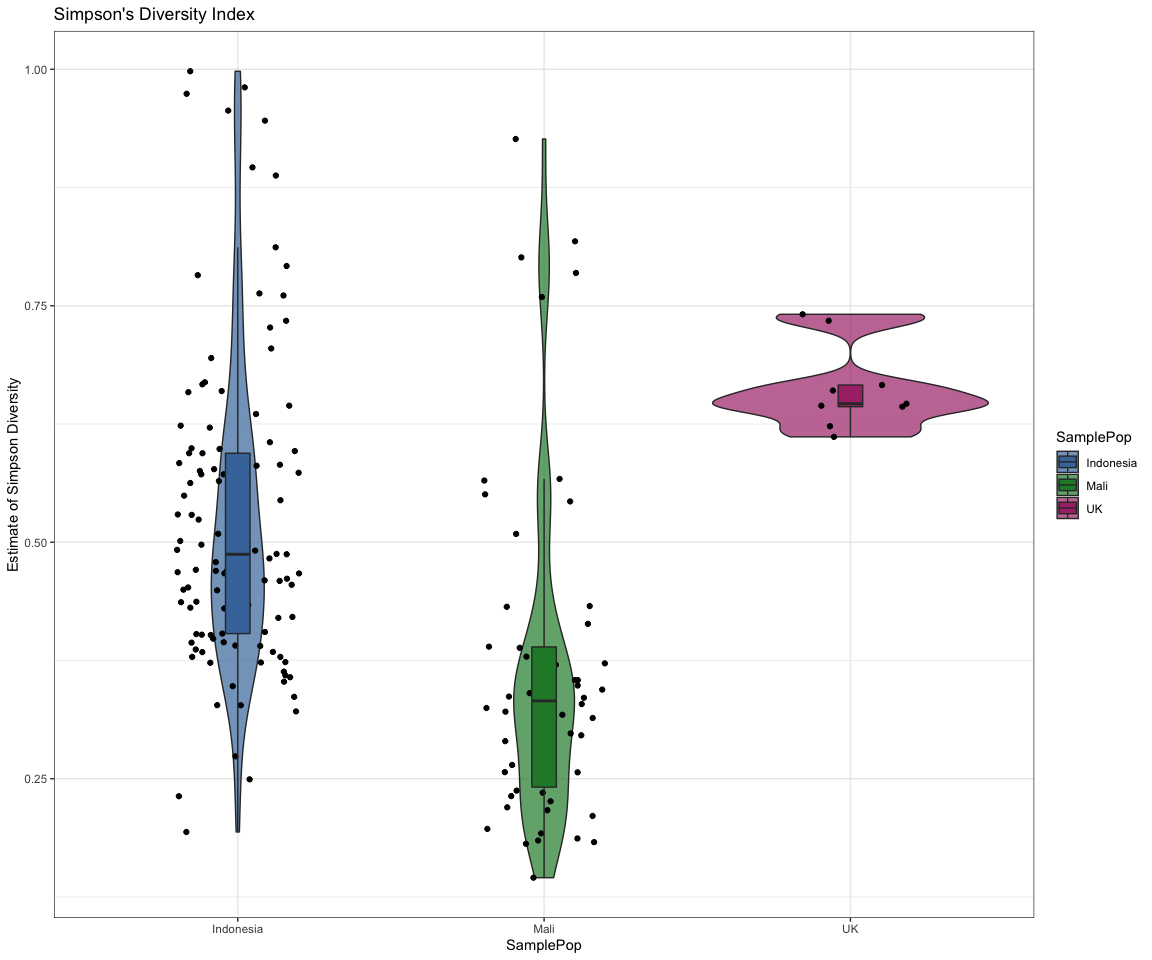 Simpson's Diversity Index
Estimate of Simpson Diversity
1.00
0.75
0.50
0.25
Indonesia
Mali
UK
SamplePop
SamplePop
Indonesia
Mali
UK